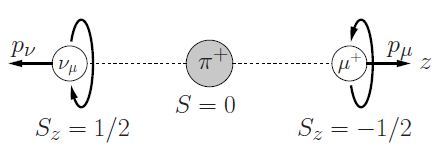 p_ν ν_μ π⁺ μ⁺ p_μ z
S = 0
S_z = 1/2 S_z = −1/2